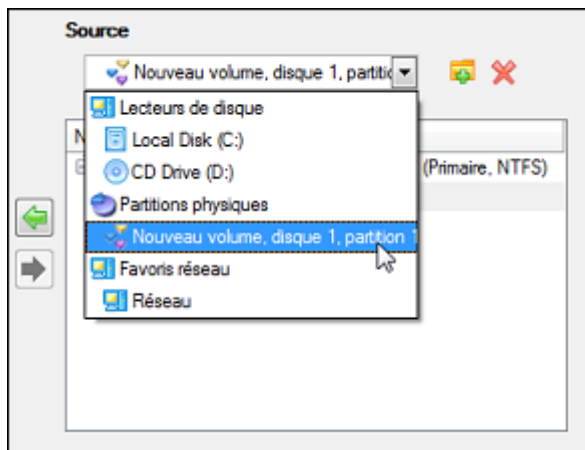 Source
Nouveau volume, disque 1, partitic
Lecteurs de disque
Local Disk (C:)
CD Drive (D:)
(Primaire, NTFS)
Partitions physiques
Nouveau volume, disque 1, partition 1
Favoris réseau
Réseau